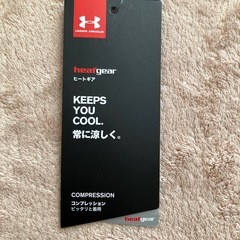 UNDER ARMOUR
heatgear
ヒートギア
KEEPS
YOU
COOL.
常に涼しく。
COMPRESSION
コンプレッション
ピッタリと着用
heatgear